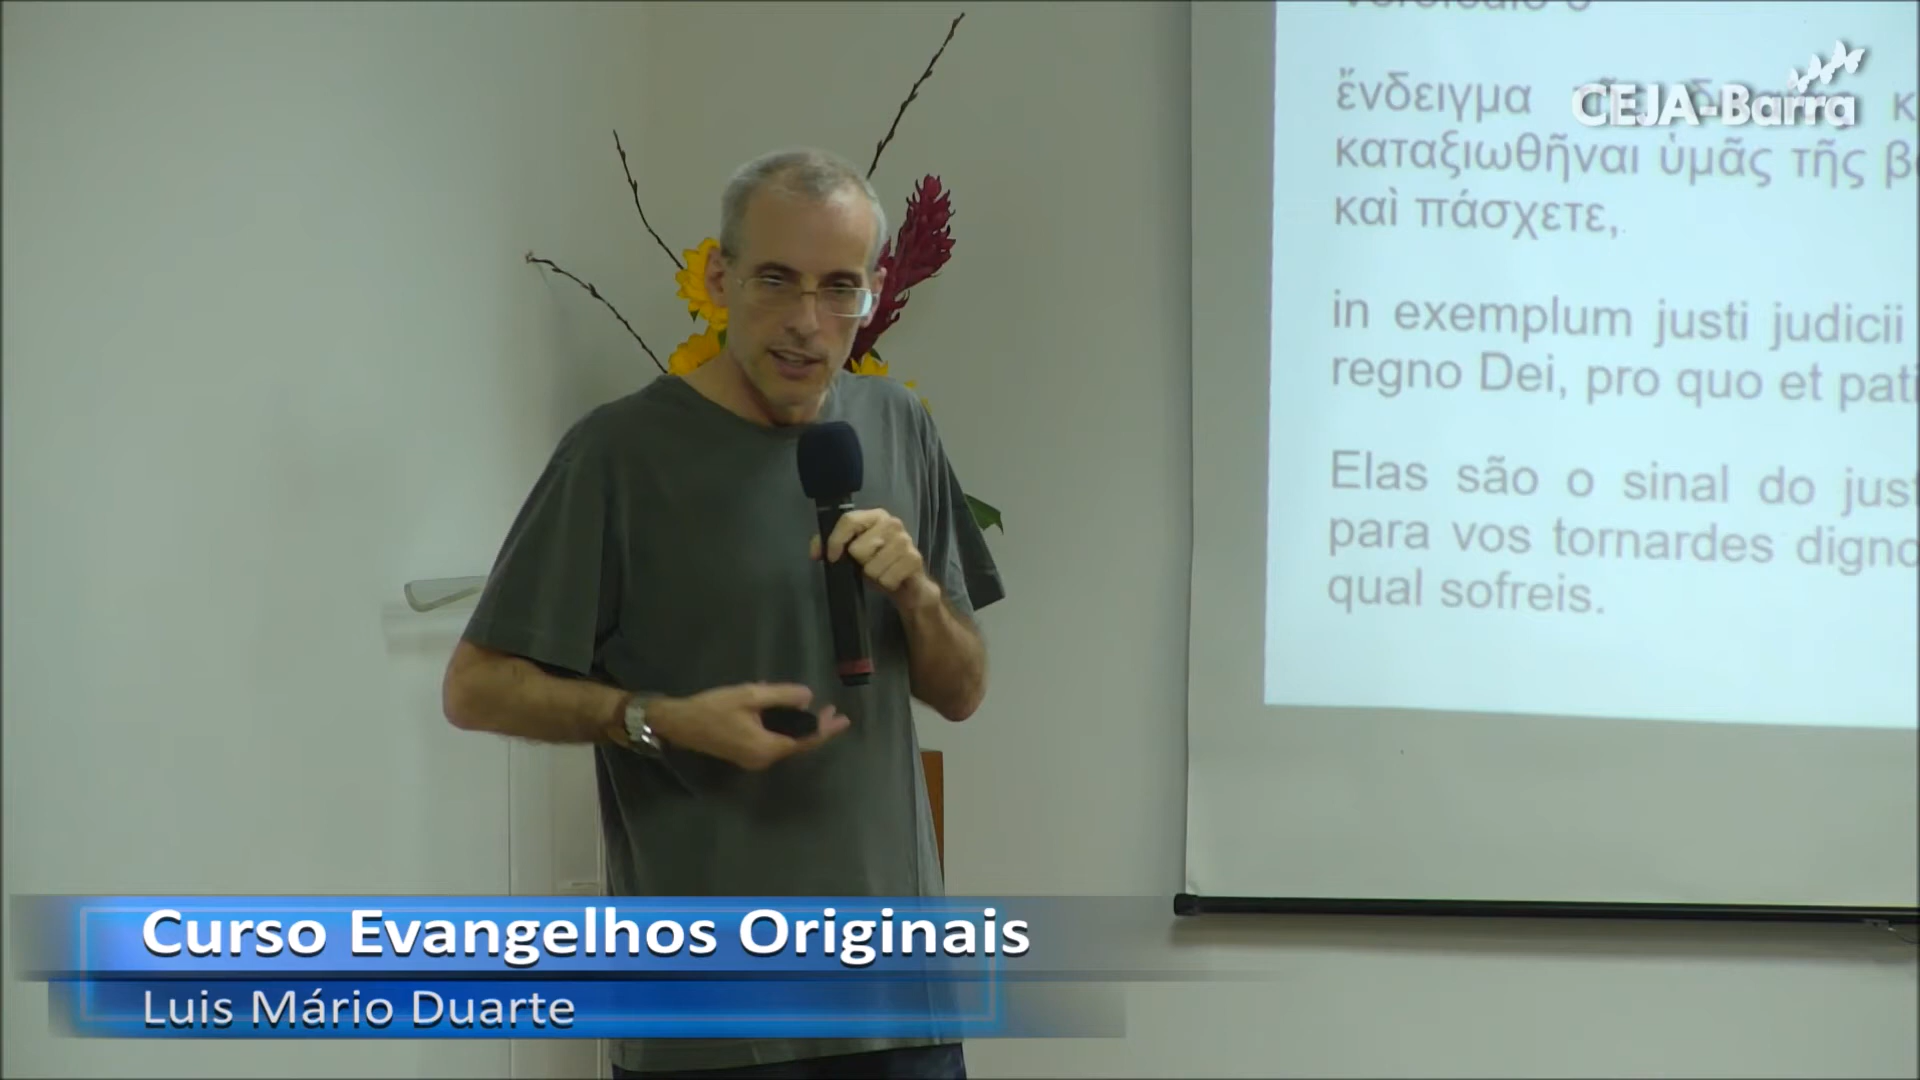 ἔνδειγμα
CEJA-Barra
καταξιωθῆναι ὑμᾶς τῆς
καὶ πάσχετε,
in exemplum justi judicii
regno Dei, pro quo et pati
Elas são o sinal do jus
para vos tornardes digno
qual sofreis.
Curso Evangelhos Originais
Luis Mário Duarte